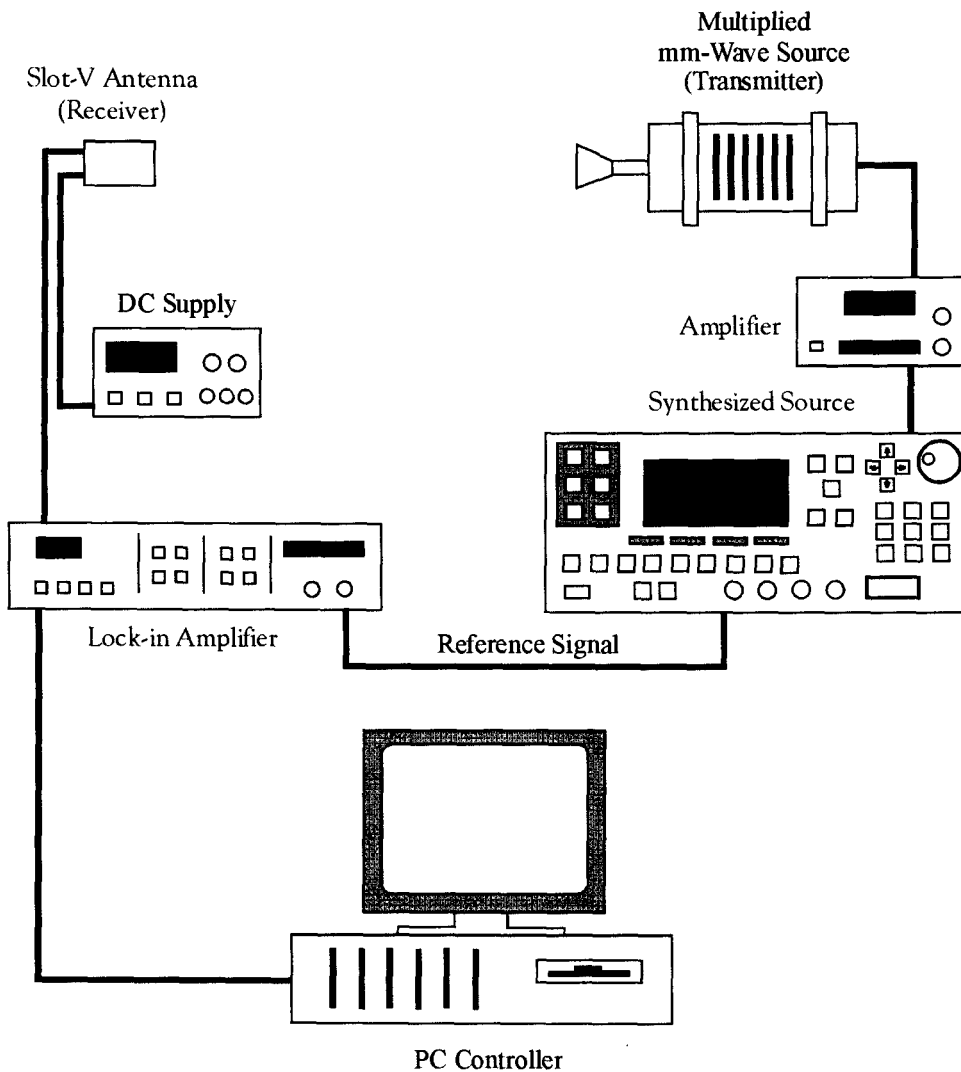 Multiplied
mm-Wave Source
(Transmitter)
Slot-V Antenna
(Receiver)
DC Supply
Amplifier
Synthesized Source
Lock-in Amplifier
Reference Signal
PC Controller